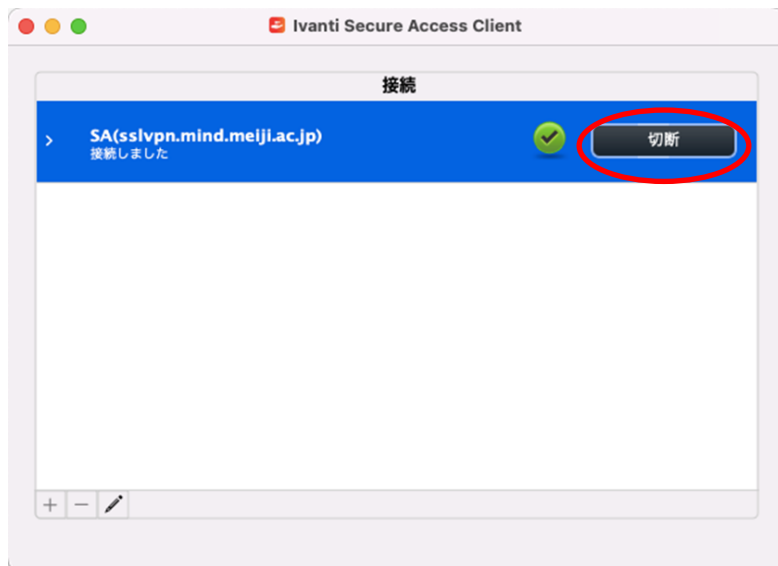 Ivanti Secure Access Client
接続
SA(sslvpn.mind.meiji.ac.jp)
接続しました
切断